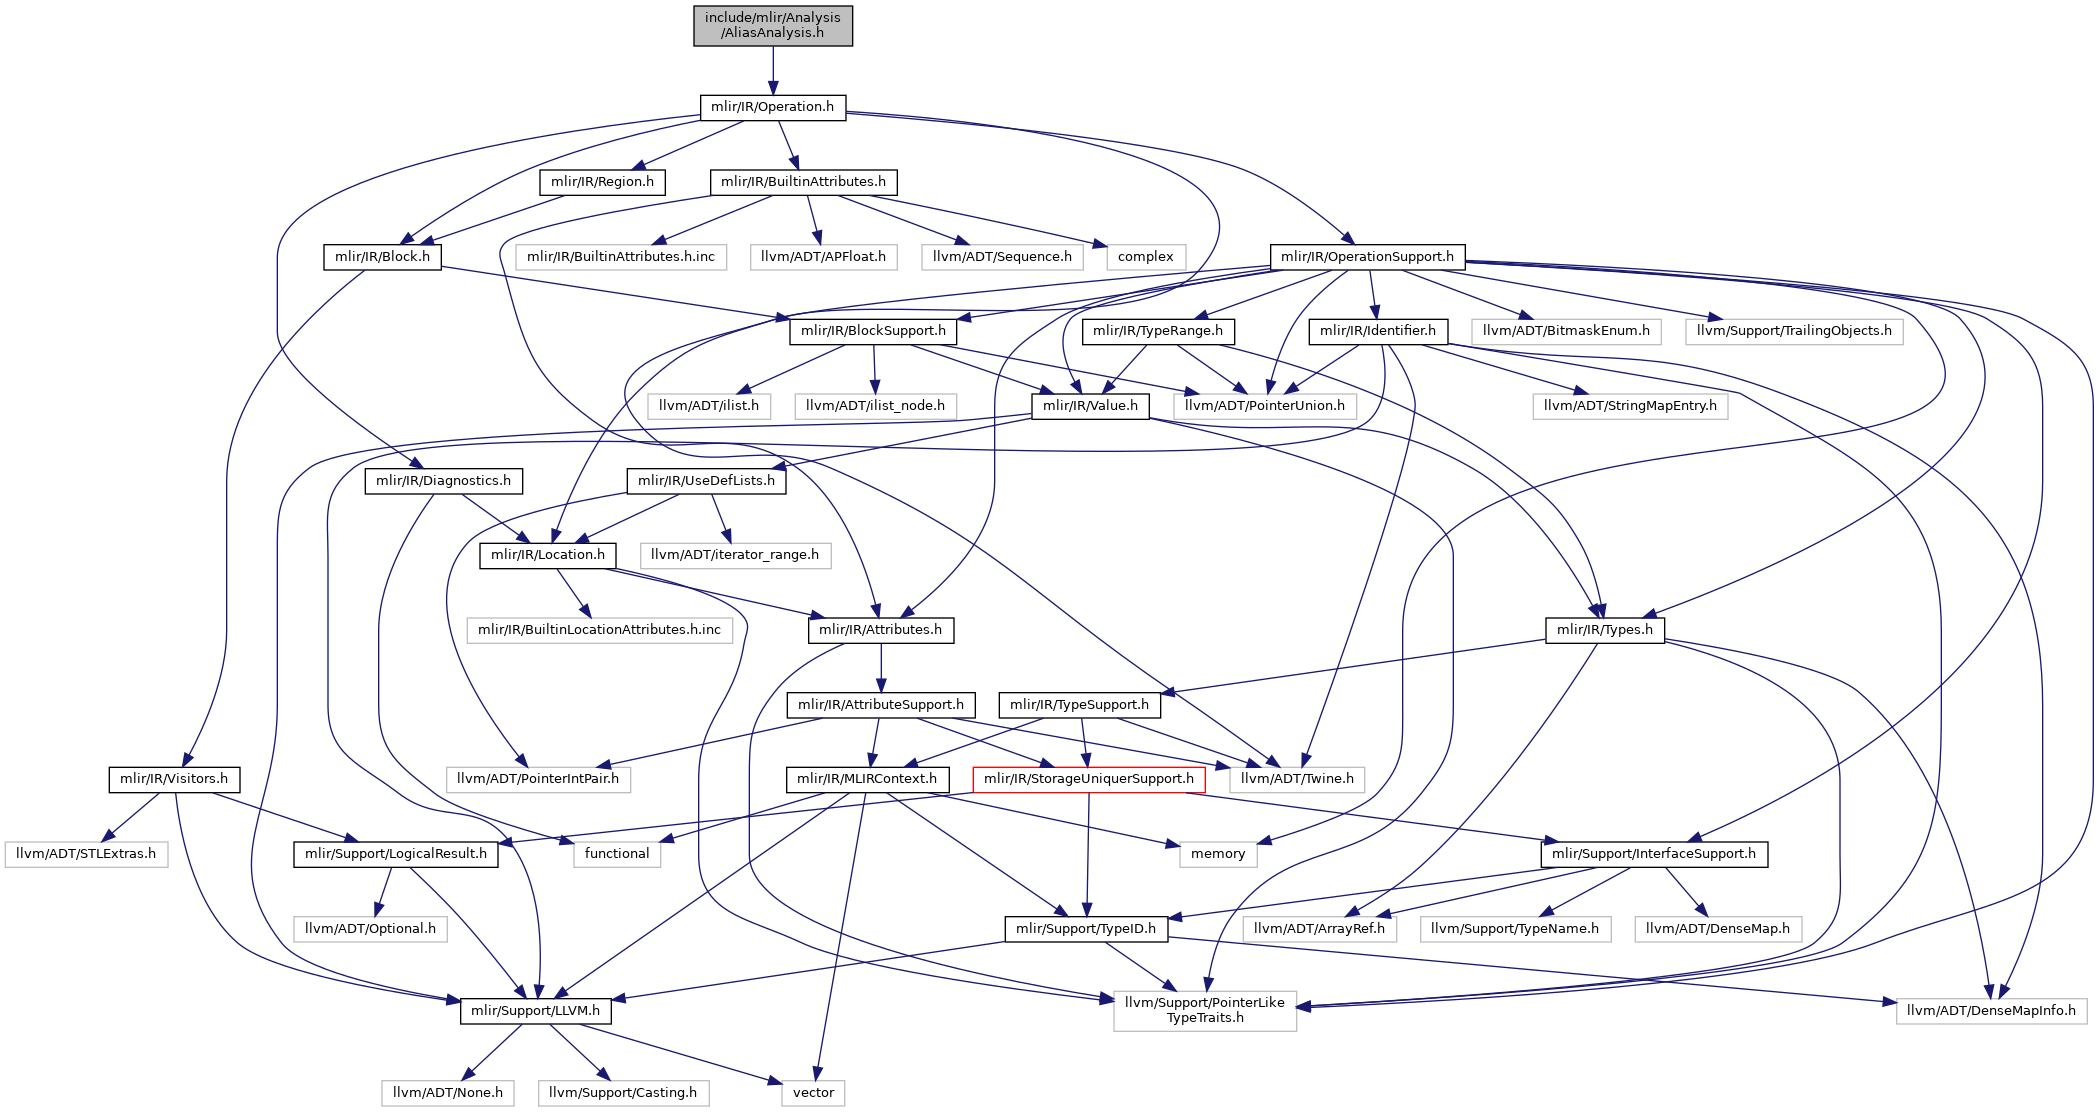 include/mlir/Analysis
/AliasAnalysis.h
mlir/IR/Operation.h
mlir/IR/Region.h
mlir/IR/BuiltinAttributes.h
mlir/IR/Block.h
mlir/IR/BuiltinAttributes.h.inc
llvm/ADT/APFloat.h
llvm/ADT/Sequence.h
complex
mlir/IR/OperationSupport.h
mlir/IR/BlockSupport.h
mlir/IR/TypeRange.h
mlir/IR/Identifier.h
llvm/ADT/BitmaskEnum.h
llvm/Support/TrailingObjects.h
llvm/ADT/ilist.h
llvm/ADT/ilist_node.h
mlir/IR/Value.h
llvm/ADT/PointerUnion.h
llvm/ADT/StringMapEntry.h
mlir/IR/Diagnostics.h
mlir/IR/UseDefLists.h
mlir/IR/Location.h
llvm/ADT/iterator_range.h
mlir/IR/BuiltinLocationAttributes.h.inc
mlir/IR/Attributes.h
mlir/IR/Types.h
mlir/IR/AttributeSupport.h
mlir/IR/TypeSupport.h
mlir/IR/Visitors.h
llvm/ADT/PointerIntPair.h
mlir/IR/MLIRContext.h
mlir/IR/StorageUniquerSupport.h
llvm/ADT/Twine.h
llvm/ADT/STLExtras.h
mlir/Support/LogicalResult.h
functional
memory
mlir/Support/InterfaceSupport.h
llvm/ADT/Optional.h
mlir/Support/TypeID.h
llvm/ADT/ArrayRef.h
llvm/Support/TypeName.h
llvm/ADT/DenseMap.h
mlir/Support/LLVM.h
llvm/Support/PointerLike
TypeTraits.h
llvm/ADT/DenseMapInfo.h
llvm/ADT/None.h
llvm/Support/Casting.h
vector